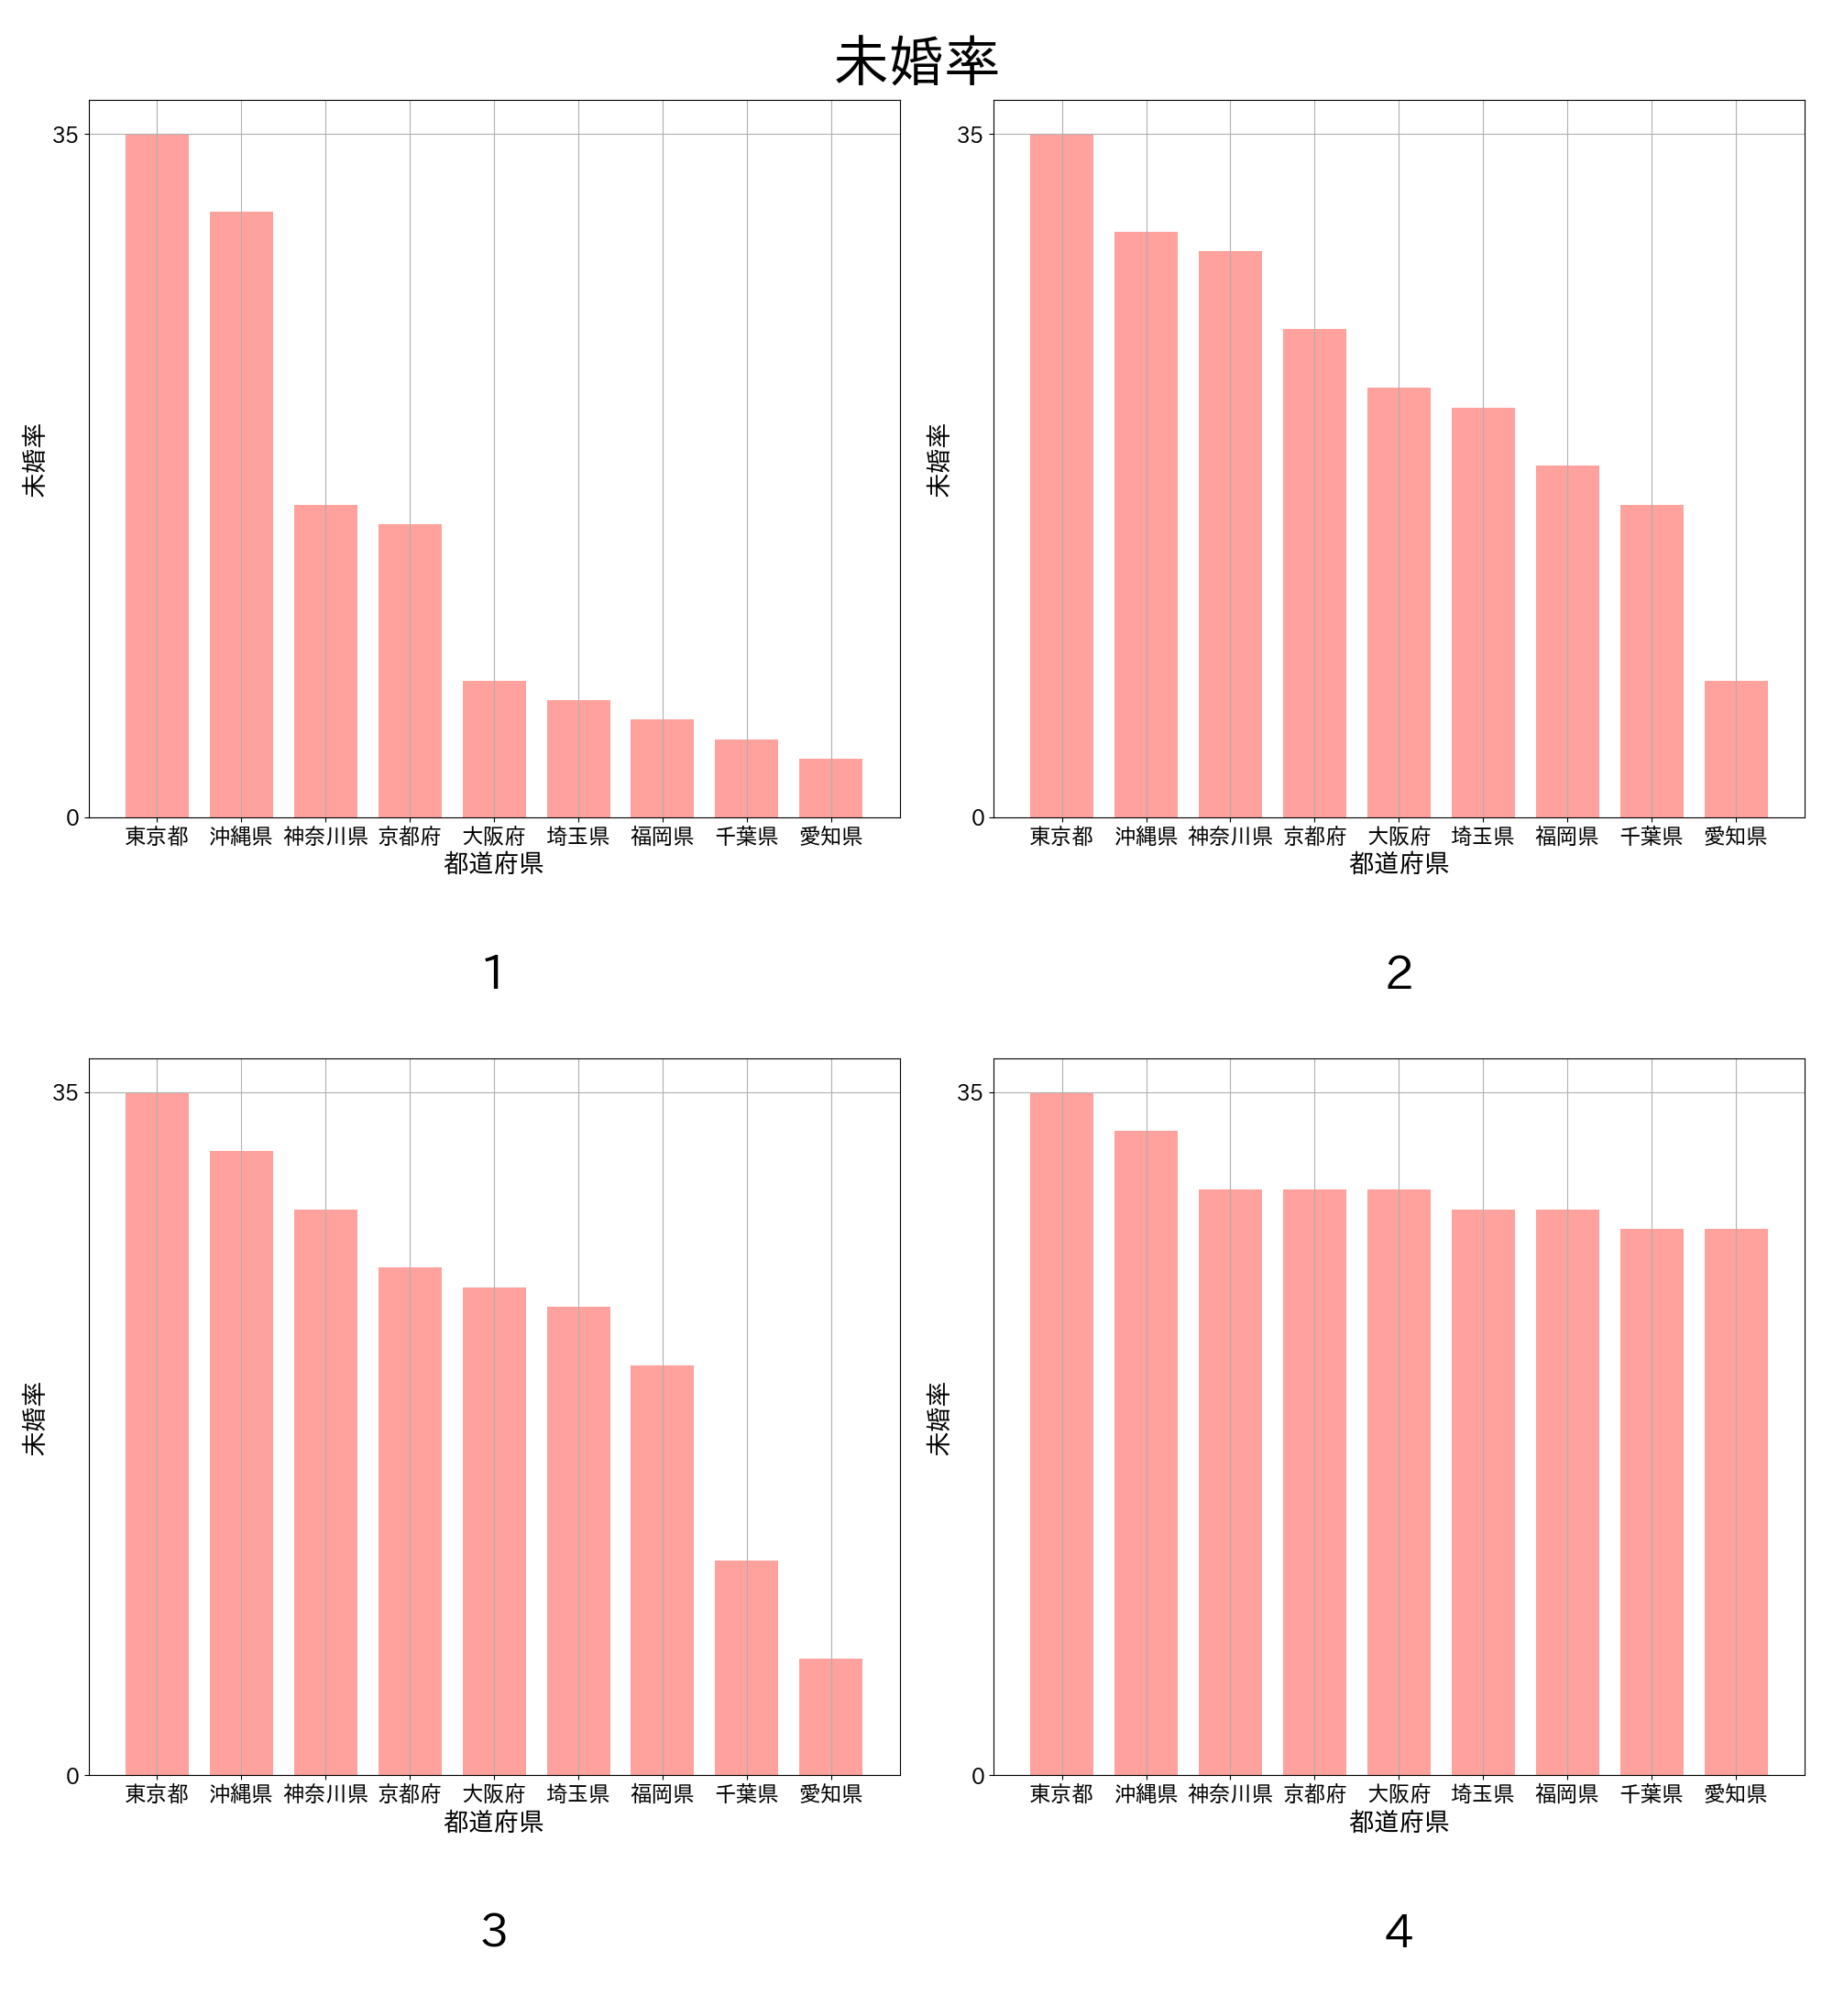 未婚率
35
0
未婚率
東京都 沖縄県 神奈川県 京都府 大阪府 埼玉県 福岡県 千葉県 愛知県
都道府県
1
35
0
未婚率
東京都 沖縄県 神奈川県 京都府 大阪府 埼玉県 福岡県 千葉県 愛知県
都道府県
2
35
0
未婚率
東京都 沖縄県 神奈川県 京都府 大阪府 埼玉県 福岡県 千葉県 愛知県
都道府県
3
35
0
未婚率
東京都 沖縄県 神奈川県 京都府 大阪府 埼玉県 福岡県 千葉県 愛知県
都道府県
4